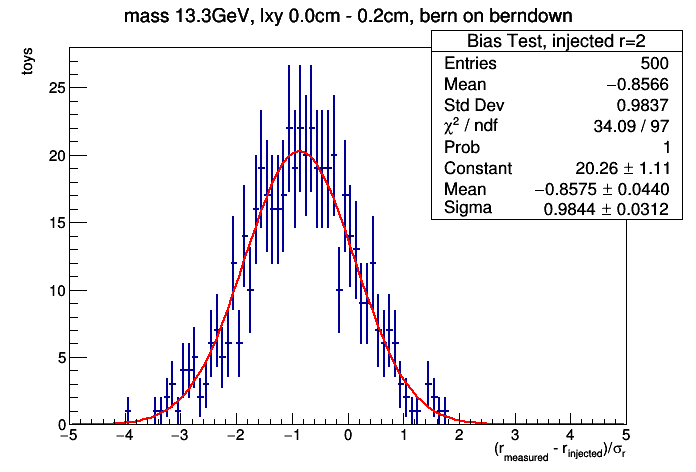 mass 13.3GeV, lxy 0.0cm - 0.2cm, bern on berndown
Bias Test, injected r=2
Entries 500
Mean −0.8566
Std Dev 0.9837
χ² / ndf 34.09 / 97
Prob 1
Constant 20.26 ± 1.11
Mean −0.8575 ± 0.0440
Sigma 0.9844 ± 0.0312
toys
25
20
15
10
5
0
−5 −4 −3 −2 −1 0 1 2 3 4 5
(r_measured - r_injected)/σ_r